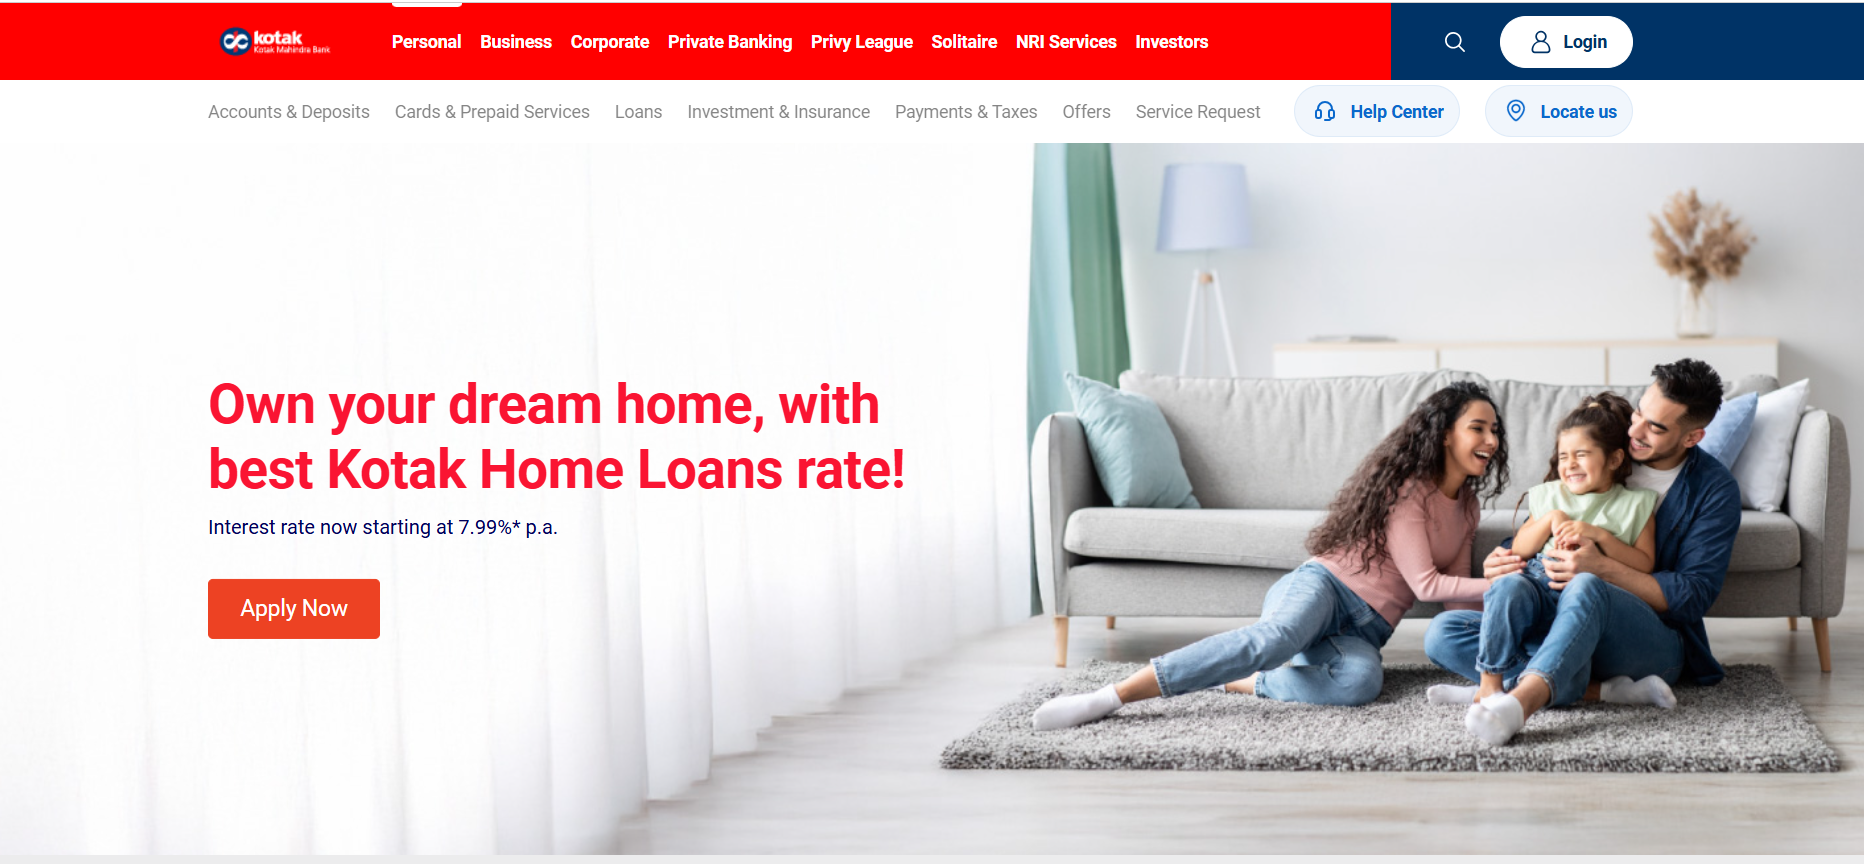 kotak
Kotak Mahindra Bank
Personal Business Corporate Private Banking Privy League Solitaire NRI Services Investors
Login
Accounts & Deposits Cards & Prepaid Services Loans Investment & Insurance Payments & Taxes Offers Service Request
Help Center
Locate us
Own your dream home, with
best Kotak Home Loans rate!
Interest rate now starting at 7.99%* p.a.
Apply Now